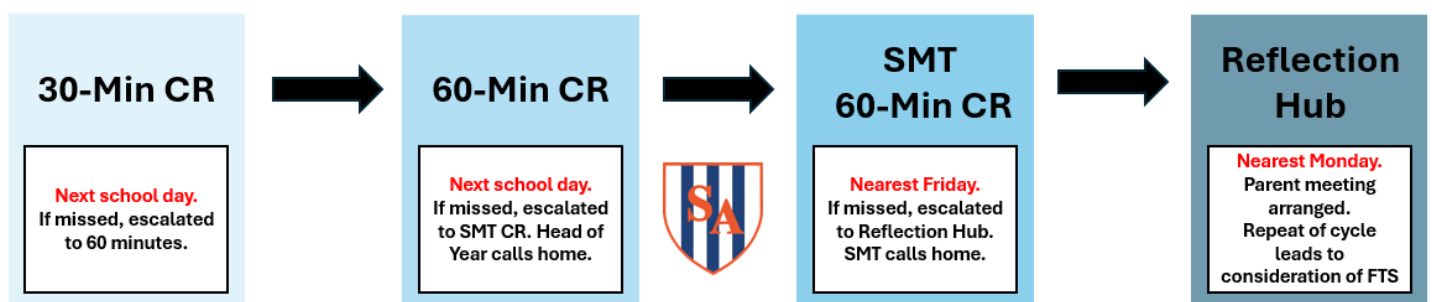 30-Min CR
Next school day.
If missed, escalated
to 60 minutes.
60-Min CR
Next school day.
If missed, escalated
to SMT CR. Head of
Year calls home.
SA
SMT
60-Min CR
Nearest Friday.
If missed, escalated
to Reflection Hub.
SMT calls home.
Reflection
Hub
Nearest Monday.
Parent meeting
arranged.
Repeat of cycle
leads to
consideration of FTS